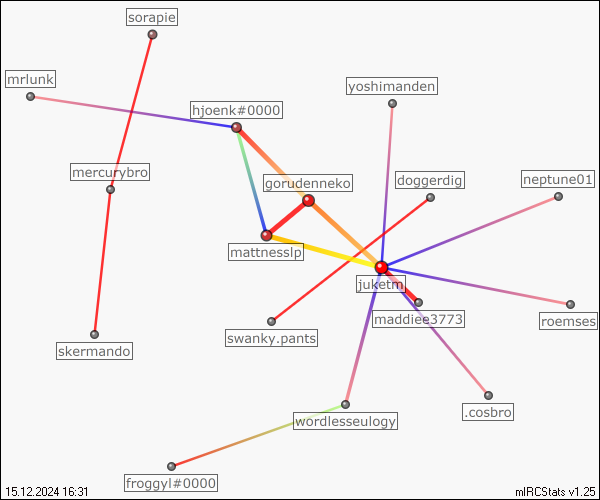 sorapie
mrlunk
yoshimanden
hjoenk#0000
mercurybro
gorudenneko
doggerdig
neptune01
mattnesslp
juketm
maddiee3773
roemses
swanky.pants
skermando
wordlesseulogy
.cosbro
froggyl#0000
15.12.2024 16:31
mIRCStats v1.25